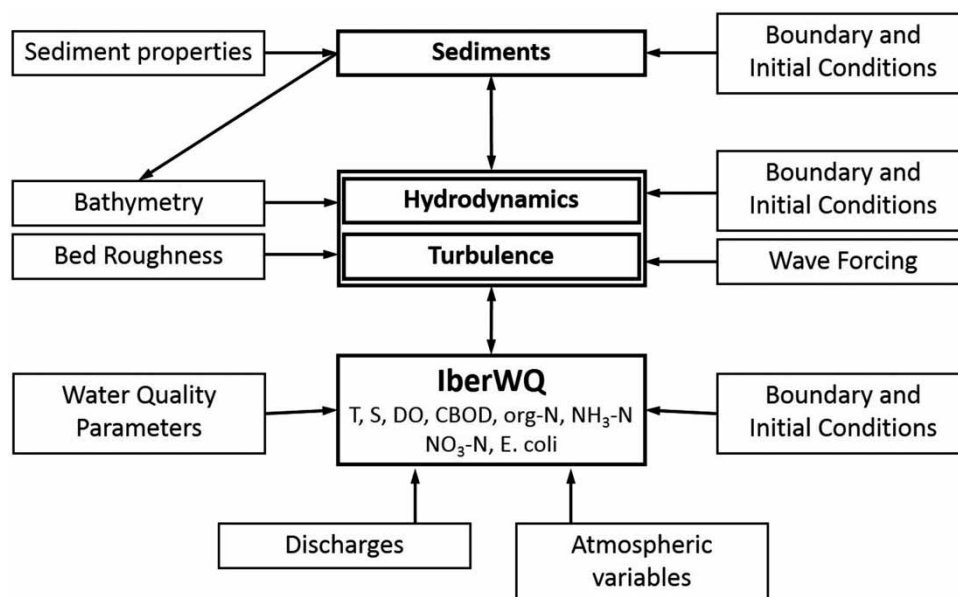 Sediment properties
Sediments
Boundary and
Initial Conditions
Bathymetry
Hydrodynamics
Boundary and
Initial Conditions
Bed Roughness
Turbulence
Wave Forcing
Water Quality
Parameters
IberWQ
T, S, DO, CBOD, org-N, NH₃-N
NO₃-N, E. coli
Boundary and
Initial Conditions
Discharges
Atmospheric
variables